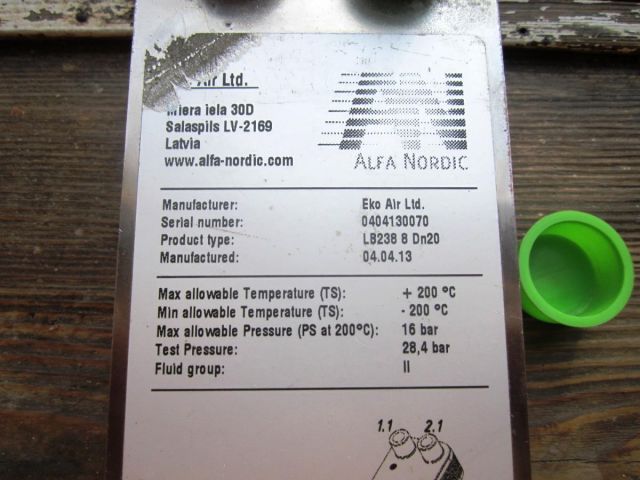 Air Ltd.
Miera iela 30D
Salaspils LV-2169
Latvia
www.alfa-nordic.com
ALFA NORDIC
Manufacturer: Eko Air Ltd.
Serial number: 0404130070
Product type: LB238 8 Dn20
Manufactured: 04.04.13
Max allowable Temperature (TS): + 200 °C
Min allowable Temperature (TS): - 200 °C
Max allowable Pressure (PS at 200°C): 16 bar
Test Pressure: 28,4 bar
Fluid group: II
1.1 2.1